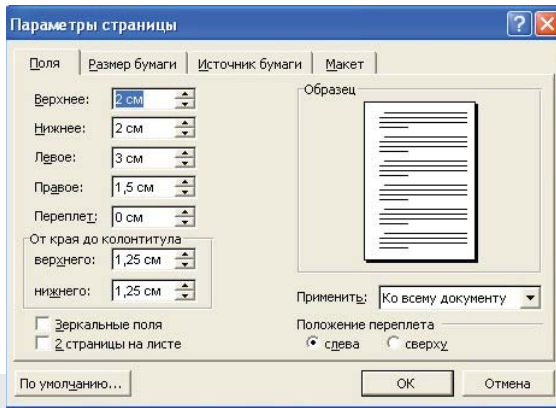 Параметры страницы
Поля
Размер бумаги
Источник бумаги
Макет
Верхнее: 2 см
Нижнее: 2 см
Левое: 3 см
Правое: 1,5 см
Переплет: 0 см
От края до колонтитула
верхнего: 1,25 см
нижнего: 1,25 см
Зеркальные поля
2 страницы на листе
Образец
Применить: Ко всему документу
Положение переплета
слева сверху
По умолчанию... ОК Отмена